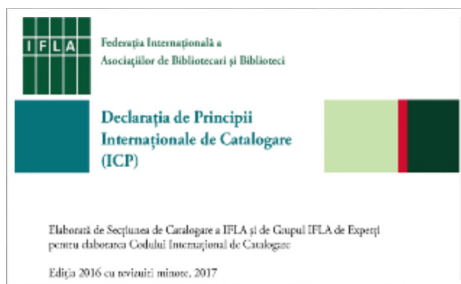 IFLA
Federația Internațională a
Asociațiilor de Bibliotecari și Biblioteci
Declarația de Principii
Internaționale de Catalogare
(ICP)
Elaborată de Secțiunea de Catalogare a IFLA și de Grupul IFLA de Experți
pentru elaborarea Codului Internațional de Catalogare
Ediția 2016 cu revizuiri minore, 2017